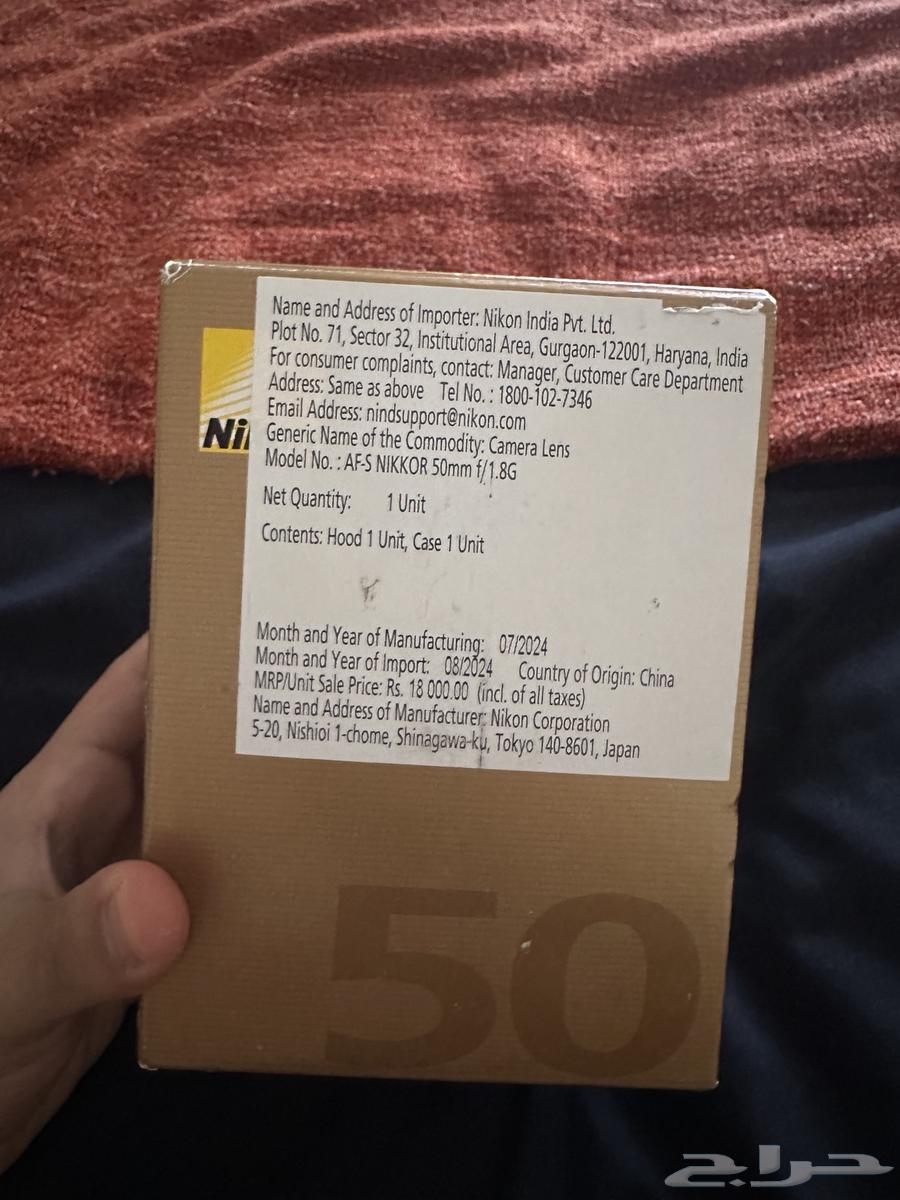 Name and Address of Importer: Nikon India Pvt. Ltd.
Plot No. 71, Sector 32, Institutional Area, Gurgaon-122001, Haryana, India
For consumer complaints, contact: Manager, Customer Care Department
Address: Same as above Tel No. : 1800-102-7346
Email Address: nindsupport@nikon.com
Generic Name of the Commodity: Camera Lens
Model No. : AF-S NIKKOR 50mm f/1.8G
Net Quantity: 1 Unit
Contents: Hood 1 Unit, Case 1 Unit
Month and Year of Manufacturing: 07/2024
Month and Year of Import: 08/2024 Country of Origin: China
MRP/Unit Sale Price: Rs. 18 000.00 (incl. of all taxes)
Name and Address of Manufacturer: Nikon Corporation
5-20, Nishioi 1-chome, Shinagawa-ku, Tokyo 140-8601, Japan
Ni
50
حراج